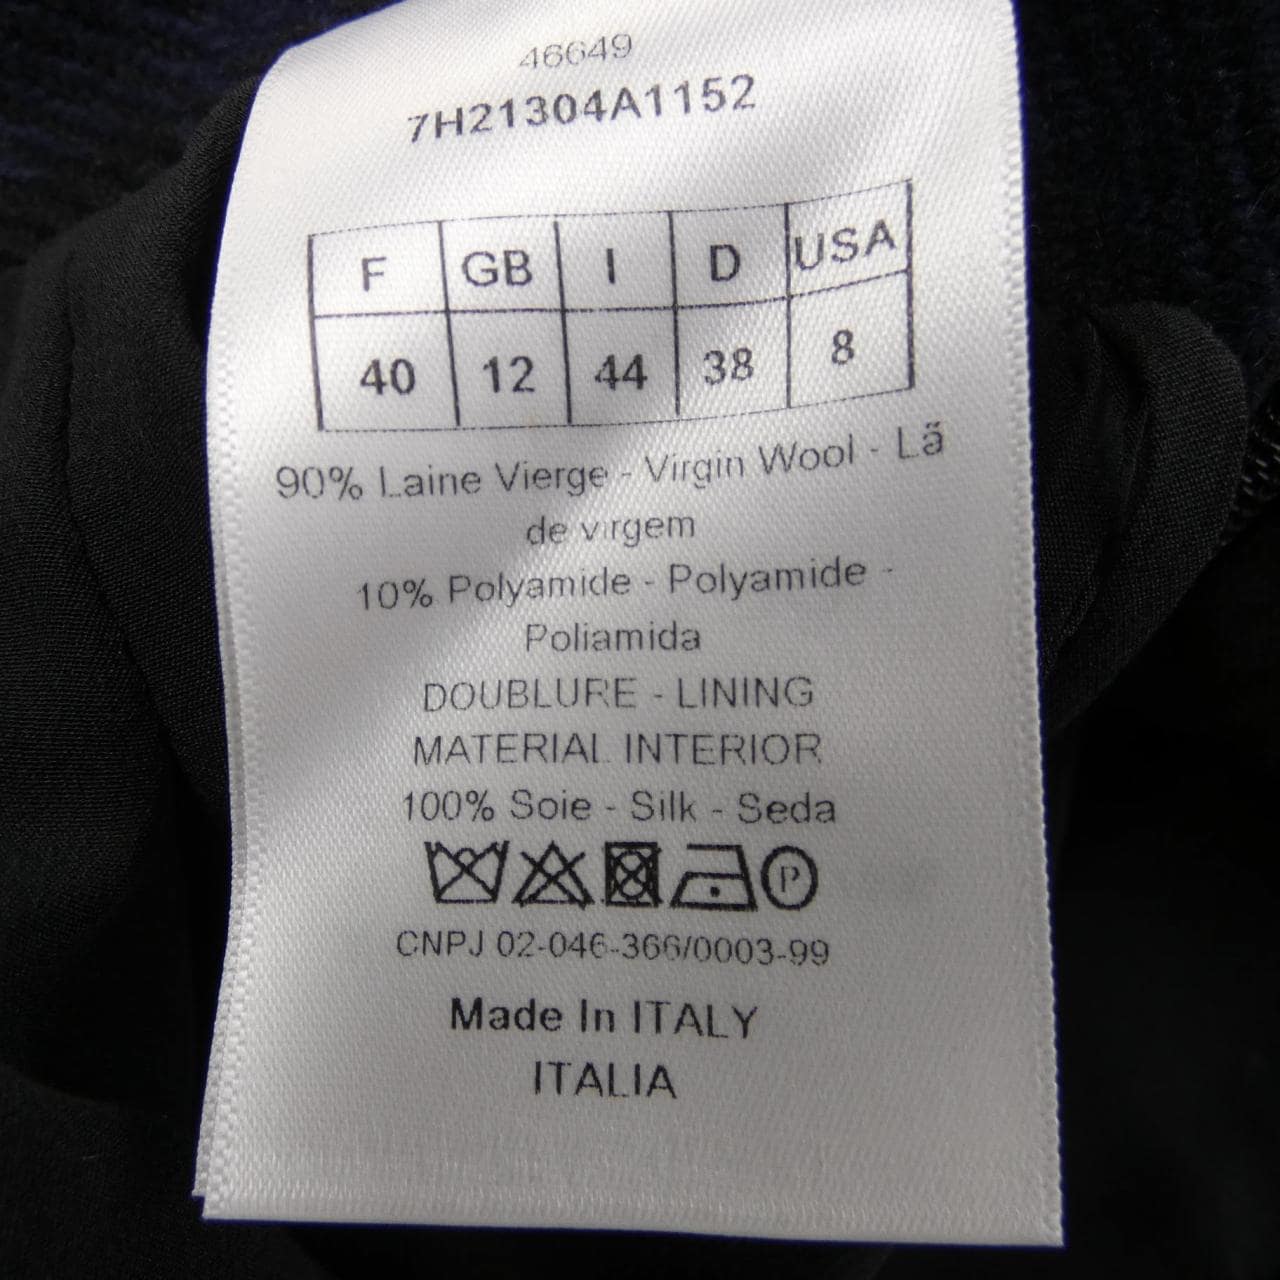 46649
7H21304A1152
F GB I D USA
40 12 44 38 8
90% Laine Vierge - Virgin Wool - Lã
de virgem
10% Polyamide - Polyamide -
Poliamida
DOUBLURE - LINING
MATERIAL INTERIOR
100% Soie - Silk - Seda
P
CNPJ 02-046-366/0003-99
Made In ITALY
ITALIA